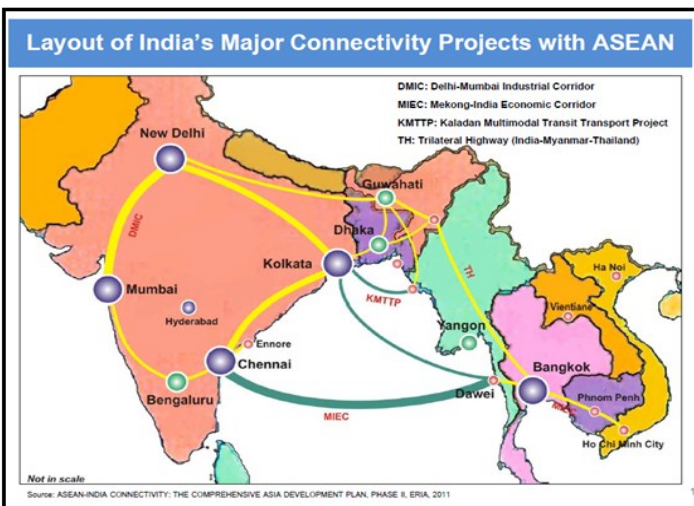 Layout of India's Major Connectivity Projects with ASEAN
DMIC: Delhi-Mumbai Industrial Corridor
MIEC: Mekong-India Economic Corridor
KMTTP: Kaladan Multimodal Transit Transport Project
TH: Trilateral Highway (India-Myanmar-Thailand)
New Delhi
Guwahati
DMIC
Dhaka
Kolkata
TH
Ha Noi
Mumbai
KMTTP
Hyderabad
Vientiane
Yangon
Ennore
Chennai
Bangkok
Bengaluru
Dawei
Phnom Penh
MIEC
MIEC
Ho Chi Minh City
Not in scale
Source: ASEAN-INDIA CONNECTIVITY: THE COMPREHENSIVE ASIA DEVELOPMENT PLAN, PHASE II, ERIA, 2011
1